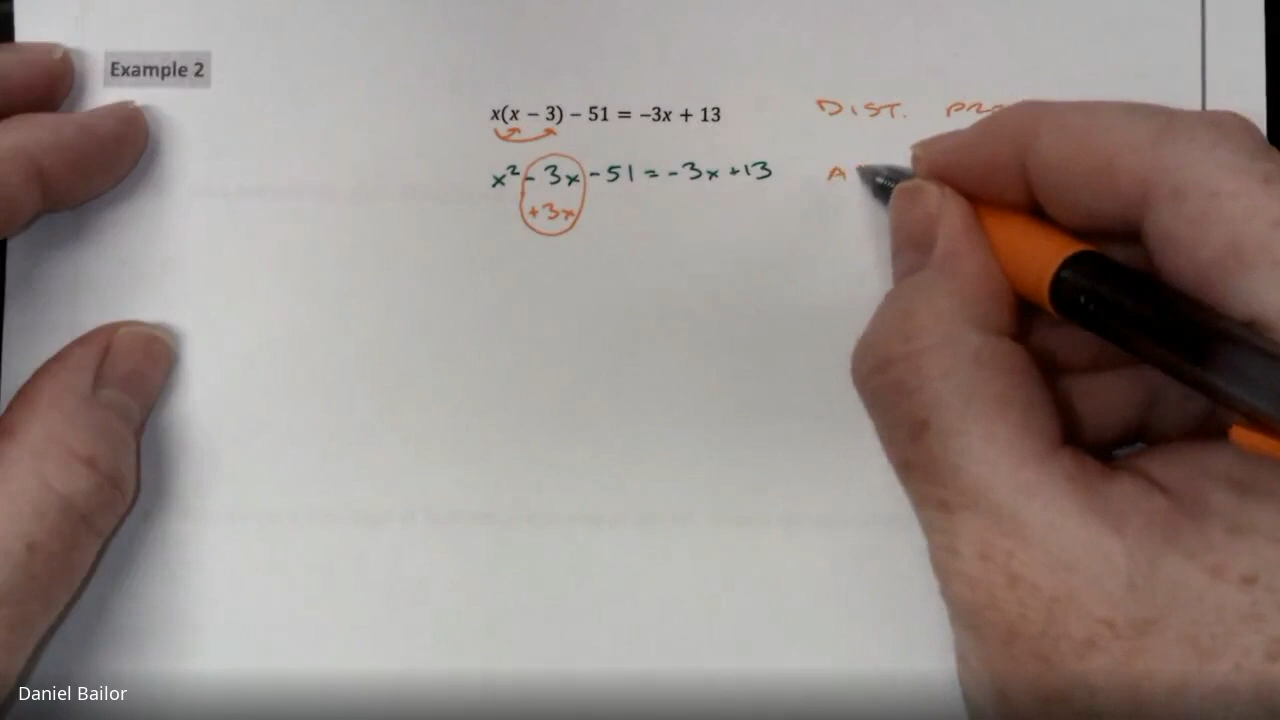 Example 2
x(x − 3) − 51 = −3x + 13 DIST.
x² - 3x - 51 = - 3x + 13 A
+3x
Daniel Bailor